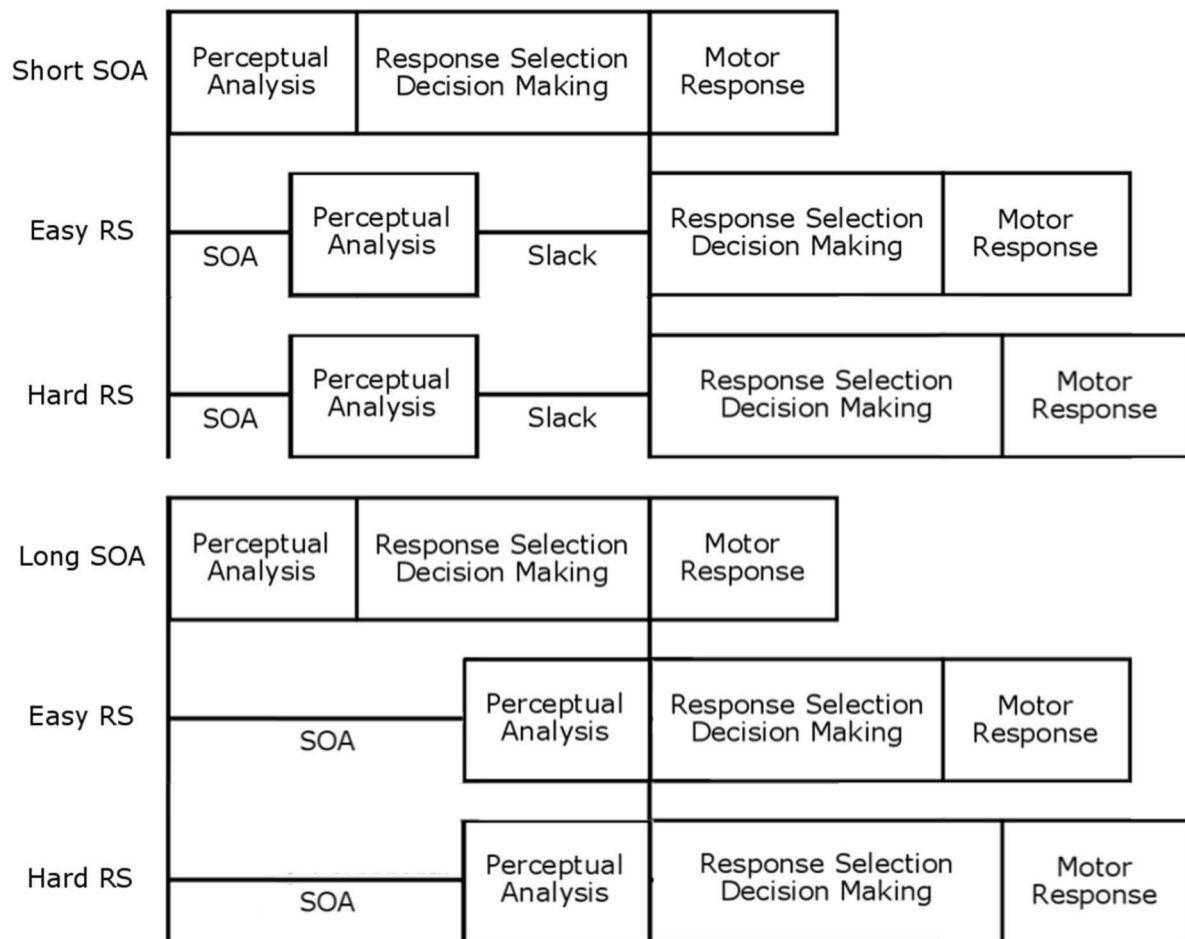 Short SOA
Perceptual
Analysis
Response Selection
Decision Making
Motor
Response
Easy RS
SOA
Perceptual
Analysis
Slack
Response Selection
Decision Making
Motor
Response
Hard RS
SOA
Perceptual
Analysis
Slack
Response Selection
Decision Making
Motor
Response
Long SOA
Perceptual
Analysis
Response Selection
Decision Making
Motor
Response
Easy RS
SOA
Perceptual
Analysis
Response Selection
Decision Making
Motor
Response
Hard RS
SOA
Perceptual
Analysis
Response Selection
Decision Making
Motor
Response